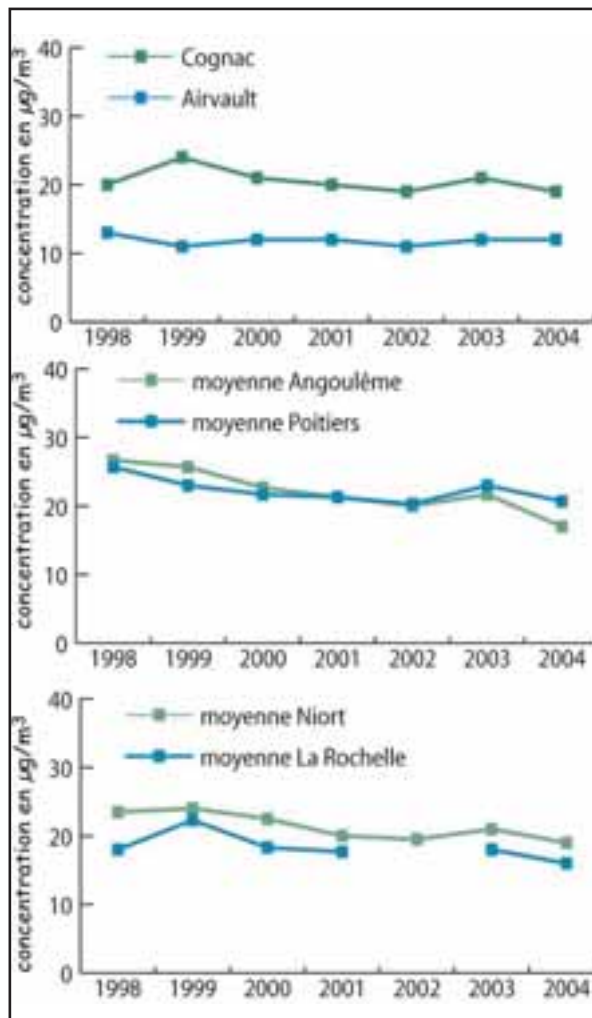 concentration en µg/m³
40
30
20
10
0
Cognac
Airvault
1998 1999 2000 2001 2002 2003 2004
concentration en µg/m³
40
30
20
10
0
moyenne Angoulême
moyenne Poitiers
1998 1999 2000 2001 2002 2003 2004
concentration en µg/m³
40
30
20
10
0
moyenne Niort
moyenne La Rochelle
1998 1999 2000 2001 2002 2003 2004